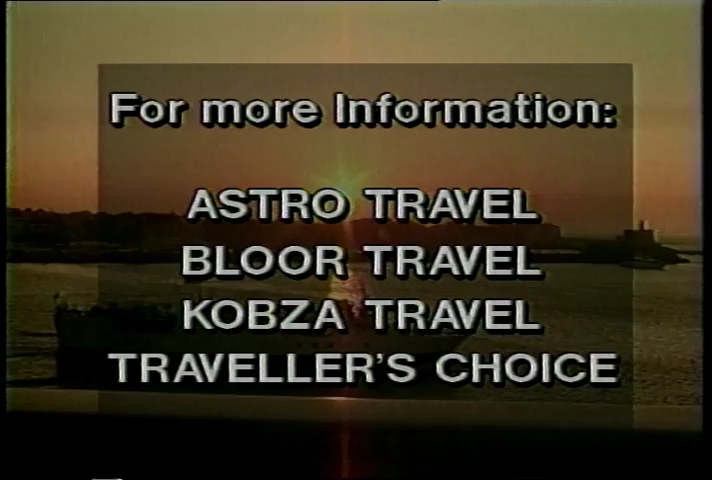 For more Information:
ASTRO TRAVEL
BLOOR TRAVEL
KOBZA TRAVEL
TRAVELLER'S CHOICE